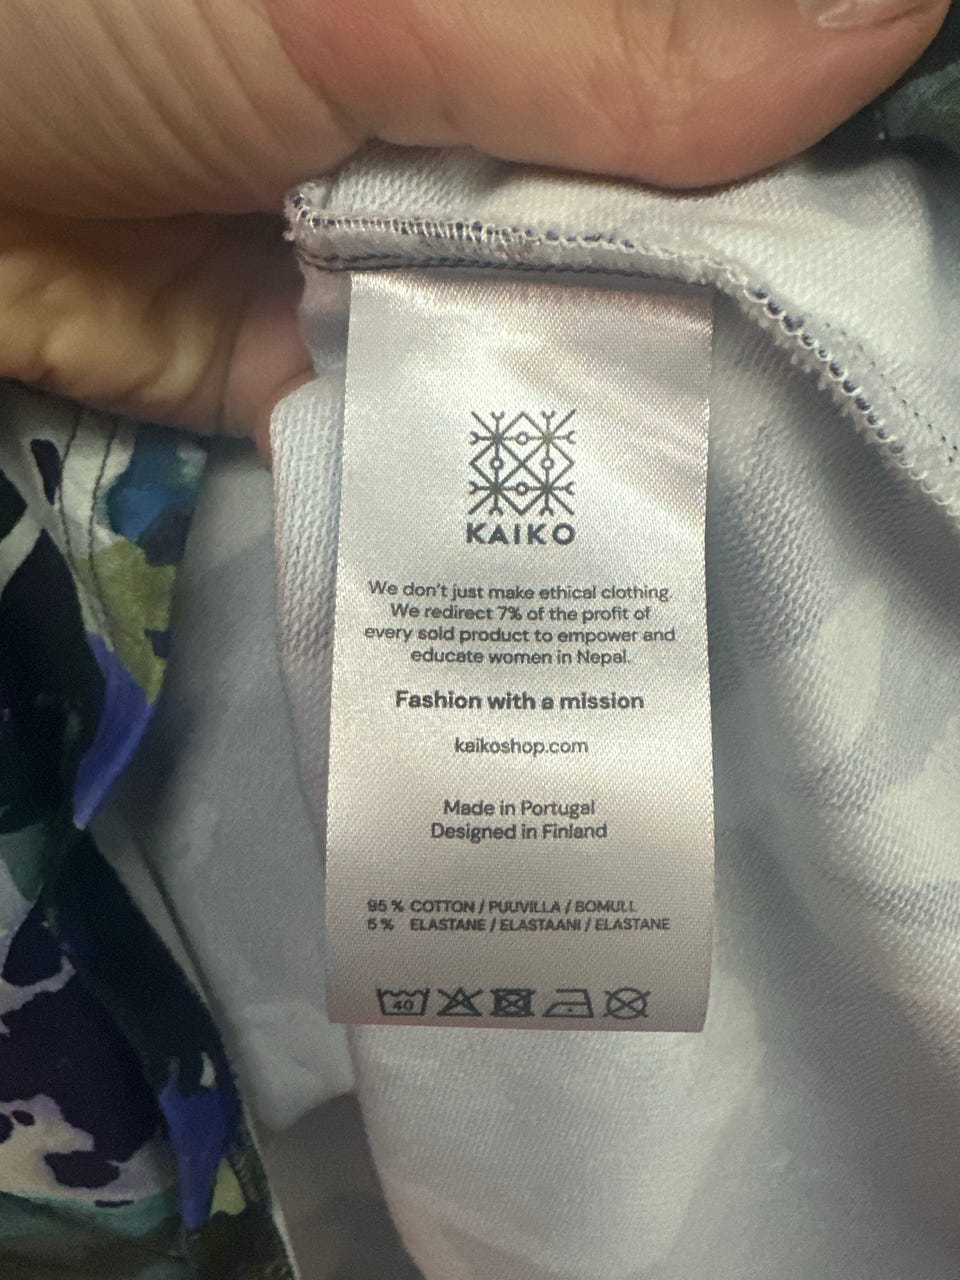 KAIKO
We don't just make ethical clothing.
We redirect 7% of the profit of
every sold product to empower and
educate women in Nepal.
Fashion with a mission
kaikoshop.com
Made in Portugal
Designed in Finland
95 % COTTON / PUUVILLA / BOMULL
5 % ELASTANE / ELASTAANI / ELASTANE
40